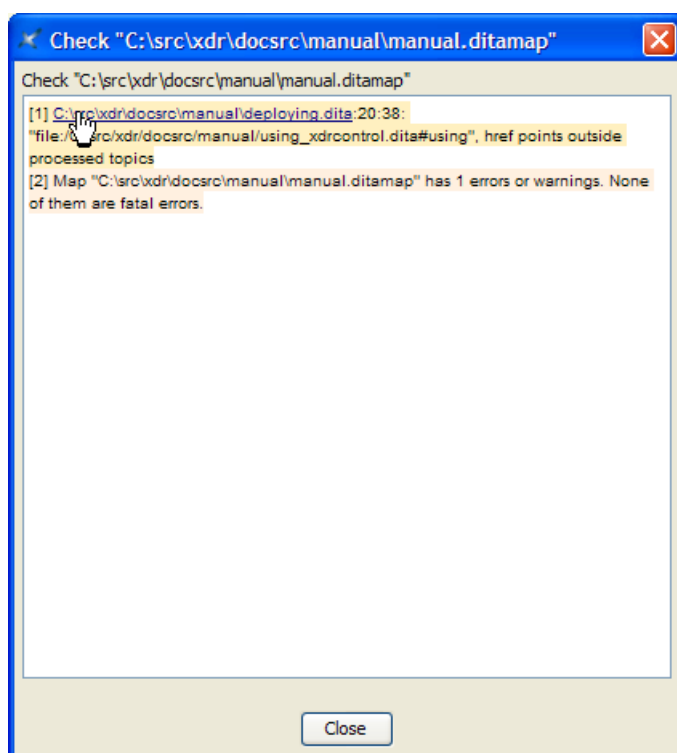 Check "C:\src\xdr\docsrc\manual\manual.ditamap"
Check "C:\src\xdr\docsrc\manual\manual.ditamap"
[1] C:\src\xdr\docsrc\manual\deploying.dita:20:38:
src/xdr/docsrc/manual/using_xdrcontrol.dita#using", href points outside
processed topics
[2] Map "C:\src\xdr\docsrc\manual\manual.ditamap" has 1 errors or warnings. None
of them are fatal errors.
Close